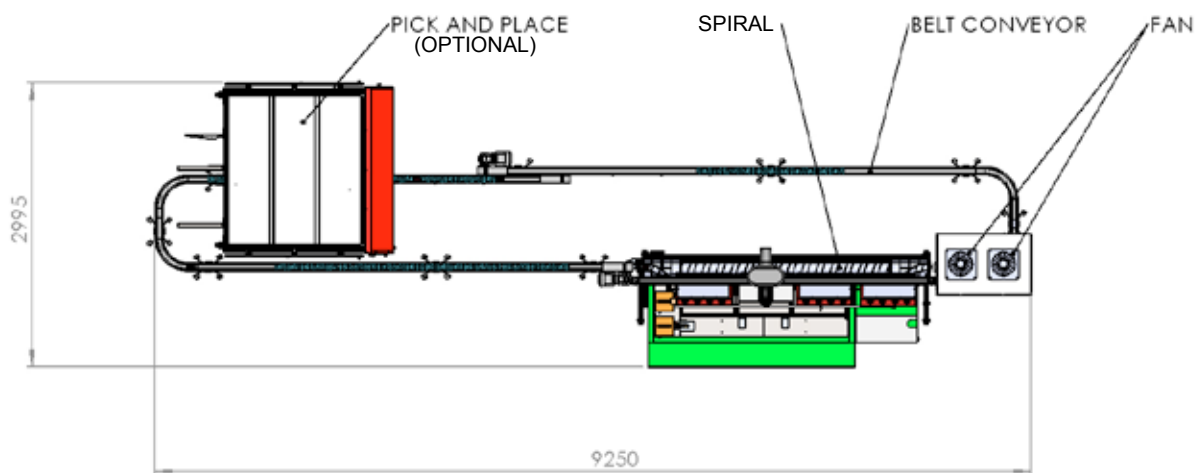 PICK AND PLACE
(OPTIONAL)
SPIRAL
BELT CONVEYOR
FAN
2995
9250